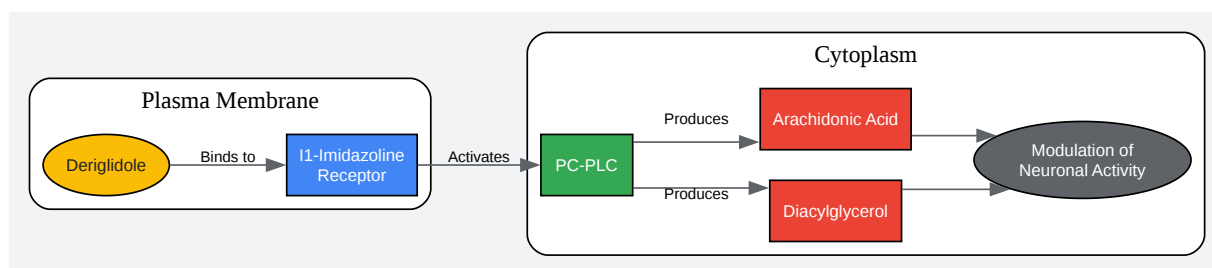 Plasma Membrane
Deriglidole
Binds to
I1-Imidazoline
Receptor
Activates
Cytoplasm
PC-PLC
Produces
Arachidonic Acid
Produces
Diacylglycerol
Modulation of
Neuronal Activity